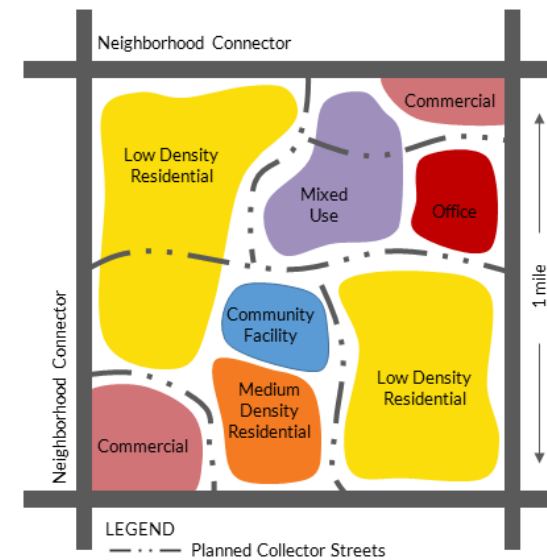 Neighborhood Connector
Commercial
Low Density
Residential
Mixed
Use
Office
1 mile
Community
Facility
Neighborhood Connector
Low Density
Residential
Medium
Density
Residential
Commercial
LEGEND
Planned Collector Streets